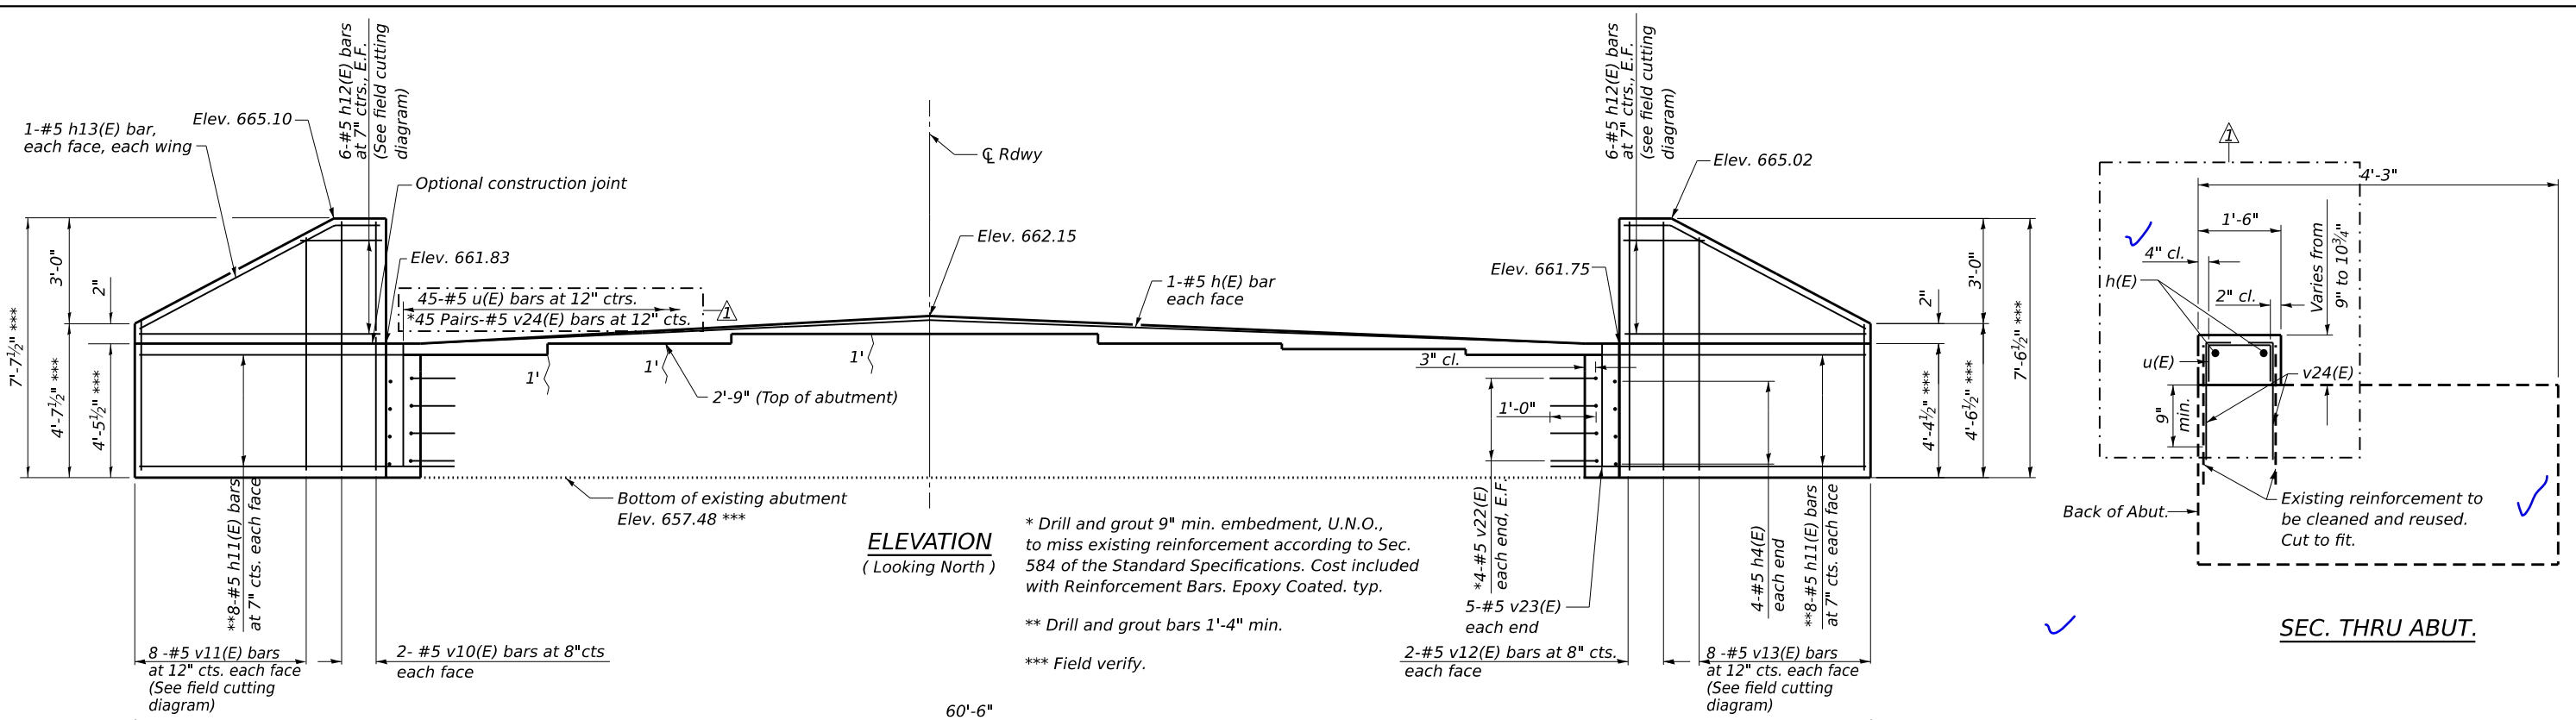 6-#5 h12(E) bars
at 7" ctrs., E.F.
(See field cutting
diagram)
1-#5 h13(E) bar,
each face, each wing
Elev. 665.10
Optional construction joint
Elev. 661.83
45-#5 u(E) bars at 12" ctrs.
*45 Pairs-#5 v24(E) bars at 12" cts.
1
℄ Rdwy
Elev. 662.15
1-#5 h(E) bar
each face
6-#5 h12(E) bars
at 7" ctrs., E.F.
(see field cutting
diagram)
Elev. 665.02
Elev. 661.75
7'-7½" ***
3'-0"
4'-7½" ***
2"
4'-5½" ***
1'
1'
1'
2'-9" (Top of abutment)
3" cl.
1'-0"
2"
4'-4½" ***
3'-0"
4'-6½" ***
7'-6½" ***
**8-#5 h11(E) bars
at 7" cts. each face
Bottom of existing abutment
Elev. 657.48 ***
ELEVATION
( Looking North )
* Drill and grout 9" min. embedment, U.N.O.,
to miss existing reinforcement according to Sec.
584 of the Standard Specifications. Cost included
with Reinforcement Bars. Epoxy Coated. typ.
** Drill and grout bars 1'-4" min.
*** Field verify.
*4-#5 v22(E)
each end, E.F.
5-#5 v23(E)
each end
4-#5 h4(E)
each end
**8-#5 h11(E) bars
at 7" cts. each face
8 -#5 v11(E) bars
at 12" cts. each face
(See field cutting
diagram)
2- #5 v10(E) bars at 8"cts
each face
2-#5 v12(E) bars at 8" cts.
each face
8 -#5 v13(E) bars
at 12" cts. each face
(See field cutting
diagram)
60'-6"
1
4'-3"
1'-6"
4" cl.
Varies from
9" to 10¾"
h(E)
2" cl.
u(E)
v24(E)
9"
min.
Back of Abut.
Existing reinforcement to
be cleaned and reused.
Cut to fit.
SEC. THRU ABUT.